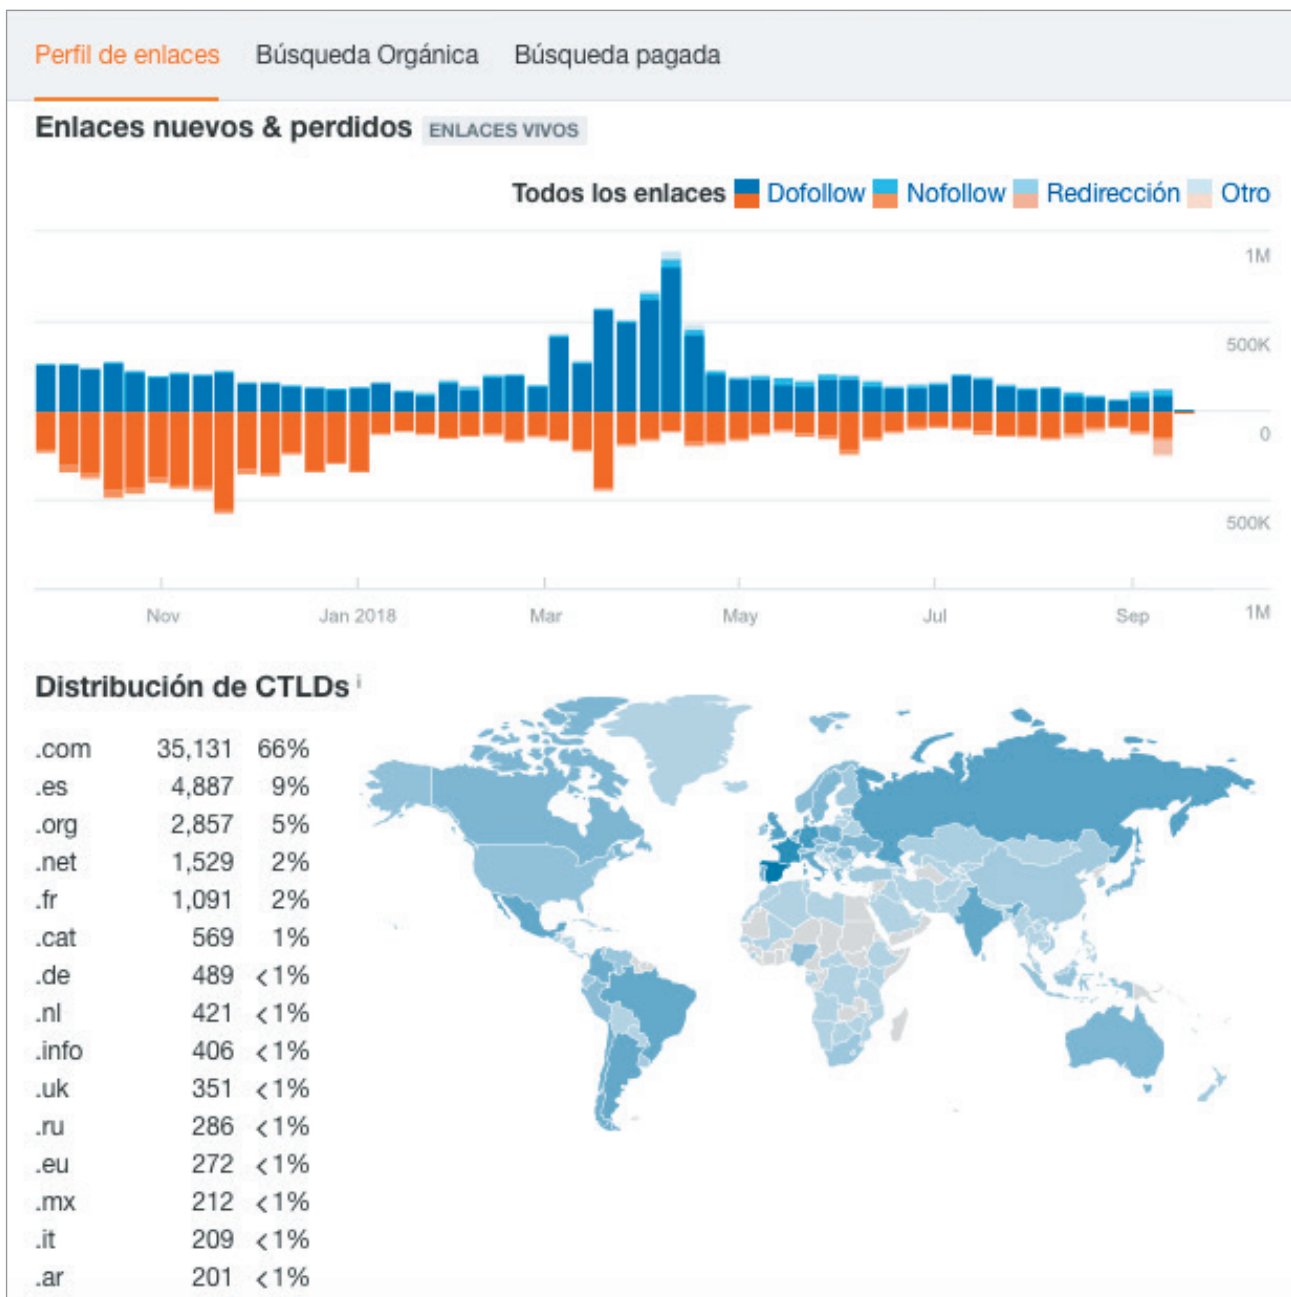 Perfil de enlaces Búsqueda Orgánica Búsqueda pagada
Enlaces nuevos & perdidos ENLACES VIVOS
Todos los enlaces Dofollow Nofollow Redirección Otro
1M
500K
0
500K
1M
Nov Jan 2018 Mar May Jul Sep
Distribución de CTLDs i
.com 35,131 66%
.es 4,887 9%
.org 2,857 5%
.net 1,529 2%
.fr 1,091 2%
.cat 569 1%
.de 489 <1%
.nl 421 <1%
.info 406 <1%
.uk 351 <1%
.ru 286 <1%
.eu 272 <1%
.mx 212 <1%
.it 209 <1%
.ar 201 <1%